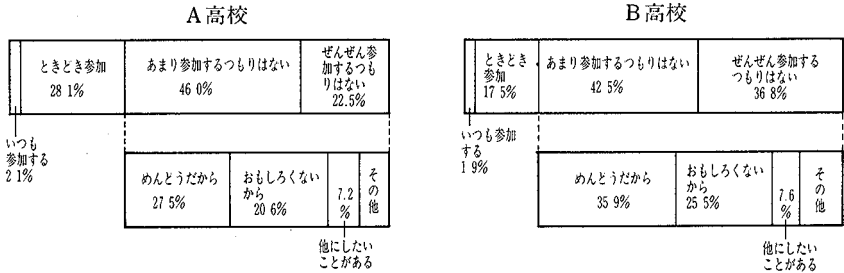 A高校
ときどき参加
28 1%
あまり参加するつもりはない
46 0%
ぜんぜん参
加するつも
りはない
22.5%
いつも
参加する
2 1%
めんどうだから
27 5%
おもしろくない
から
20 6%
7.2
%
その他
他にしたい
ことがある
B高校
ときどき
参加
17 5%
あまり参加するつもりはない
42 5%
ぜんぜん参加する
つもりはない
36 8%
いつも参加
する
1 9%
めんどうだから
35 9%
おもしろくない
から
25 5%
7.6
%
その他
他にしたい
ことがある